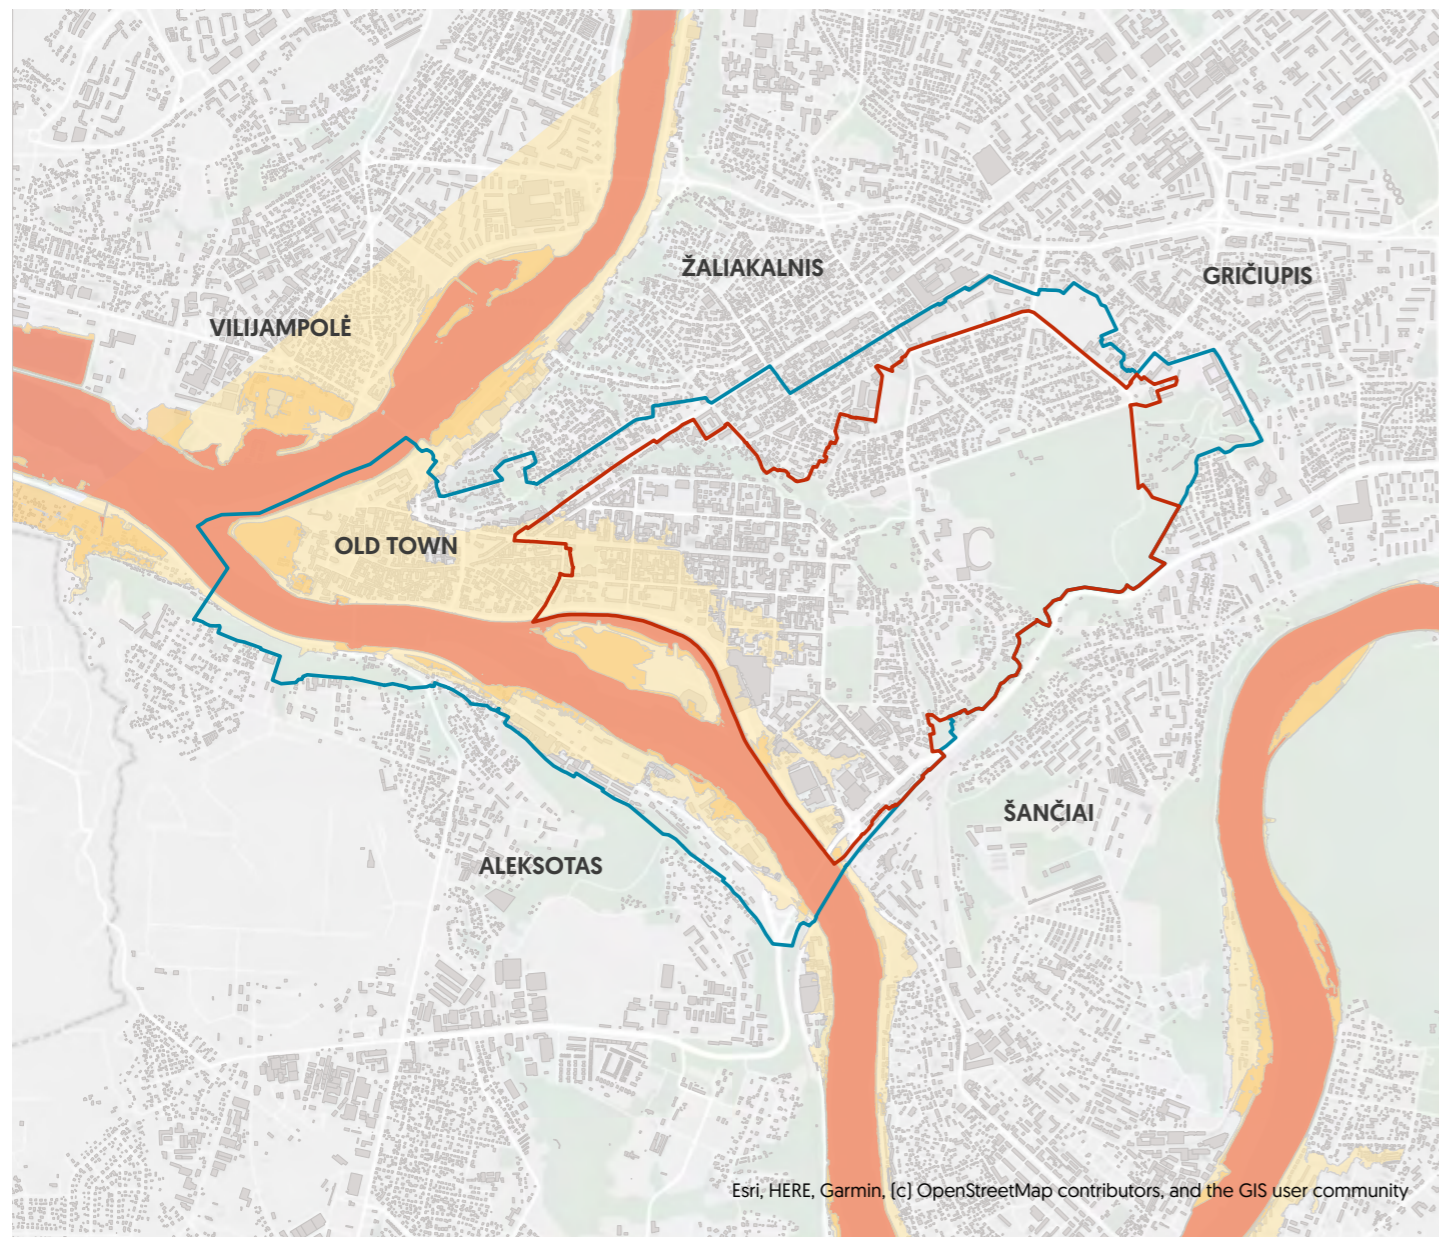 ŽALIAKALNIS
GRIČIUPIS
VILIJAMPOLĖ
OLD TOWN
ŠANČIAI
ALEKSOTAS
Esri, HERE, Garmin, (c) OpenStreetMap contributors, and the GIS user community